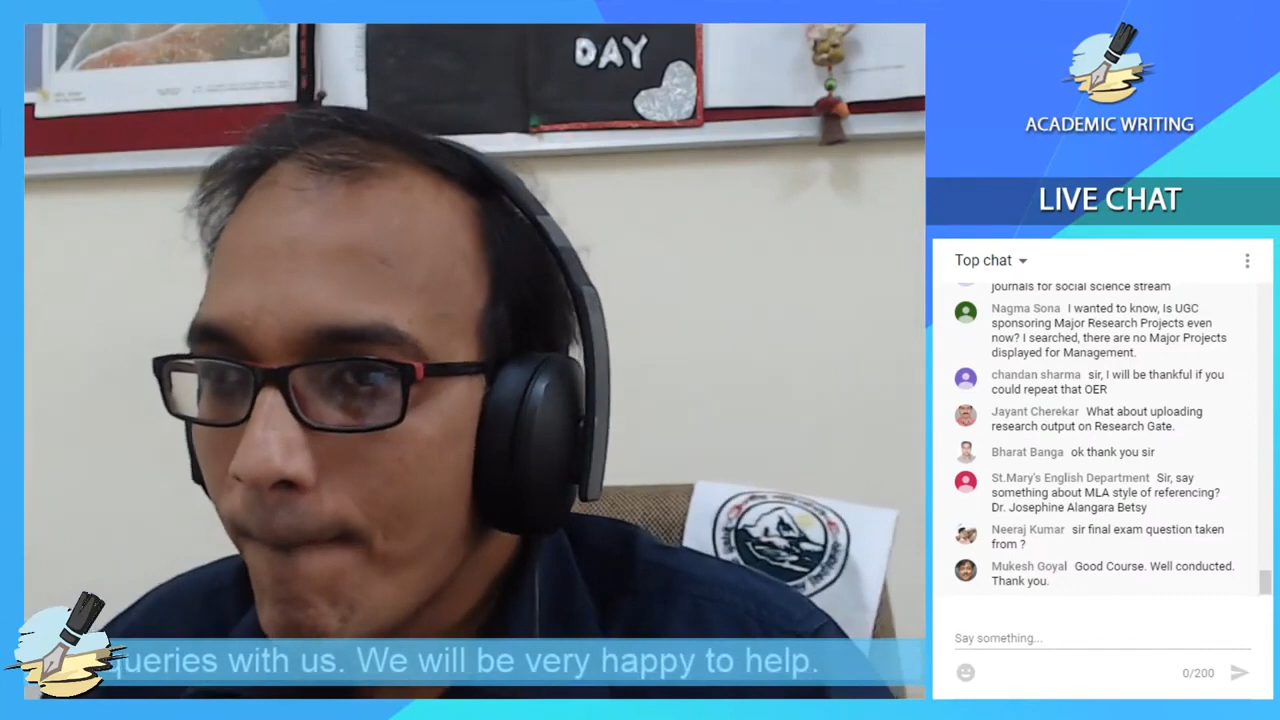 DAY
ACADEMIC WRITING
LIVE CHAT
Top chat
journals for social science stream
Nagma Sona I wanted to know, Is UGC
sponsoring Major Research Projects even
now? I searched, there are no Major Projects
displayed for Management.
chandan sharma sir, I will be thankful if you
could repeat that OER
Jayant Cherekar What about uploading
research output on Research Gate.
Bharat Banga ok thank you sir
St.Mary's English Department Sir, say
something about MLA style of referencing?
Dr. Josephine Alangara Betsy
Neeraj Kumar sir final exam question taken
from ?
Mukesh Goyal Good Course. Well conducted.
Thank you.
Say something...
0/200
queries with us. We will be very happy to help.